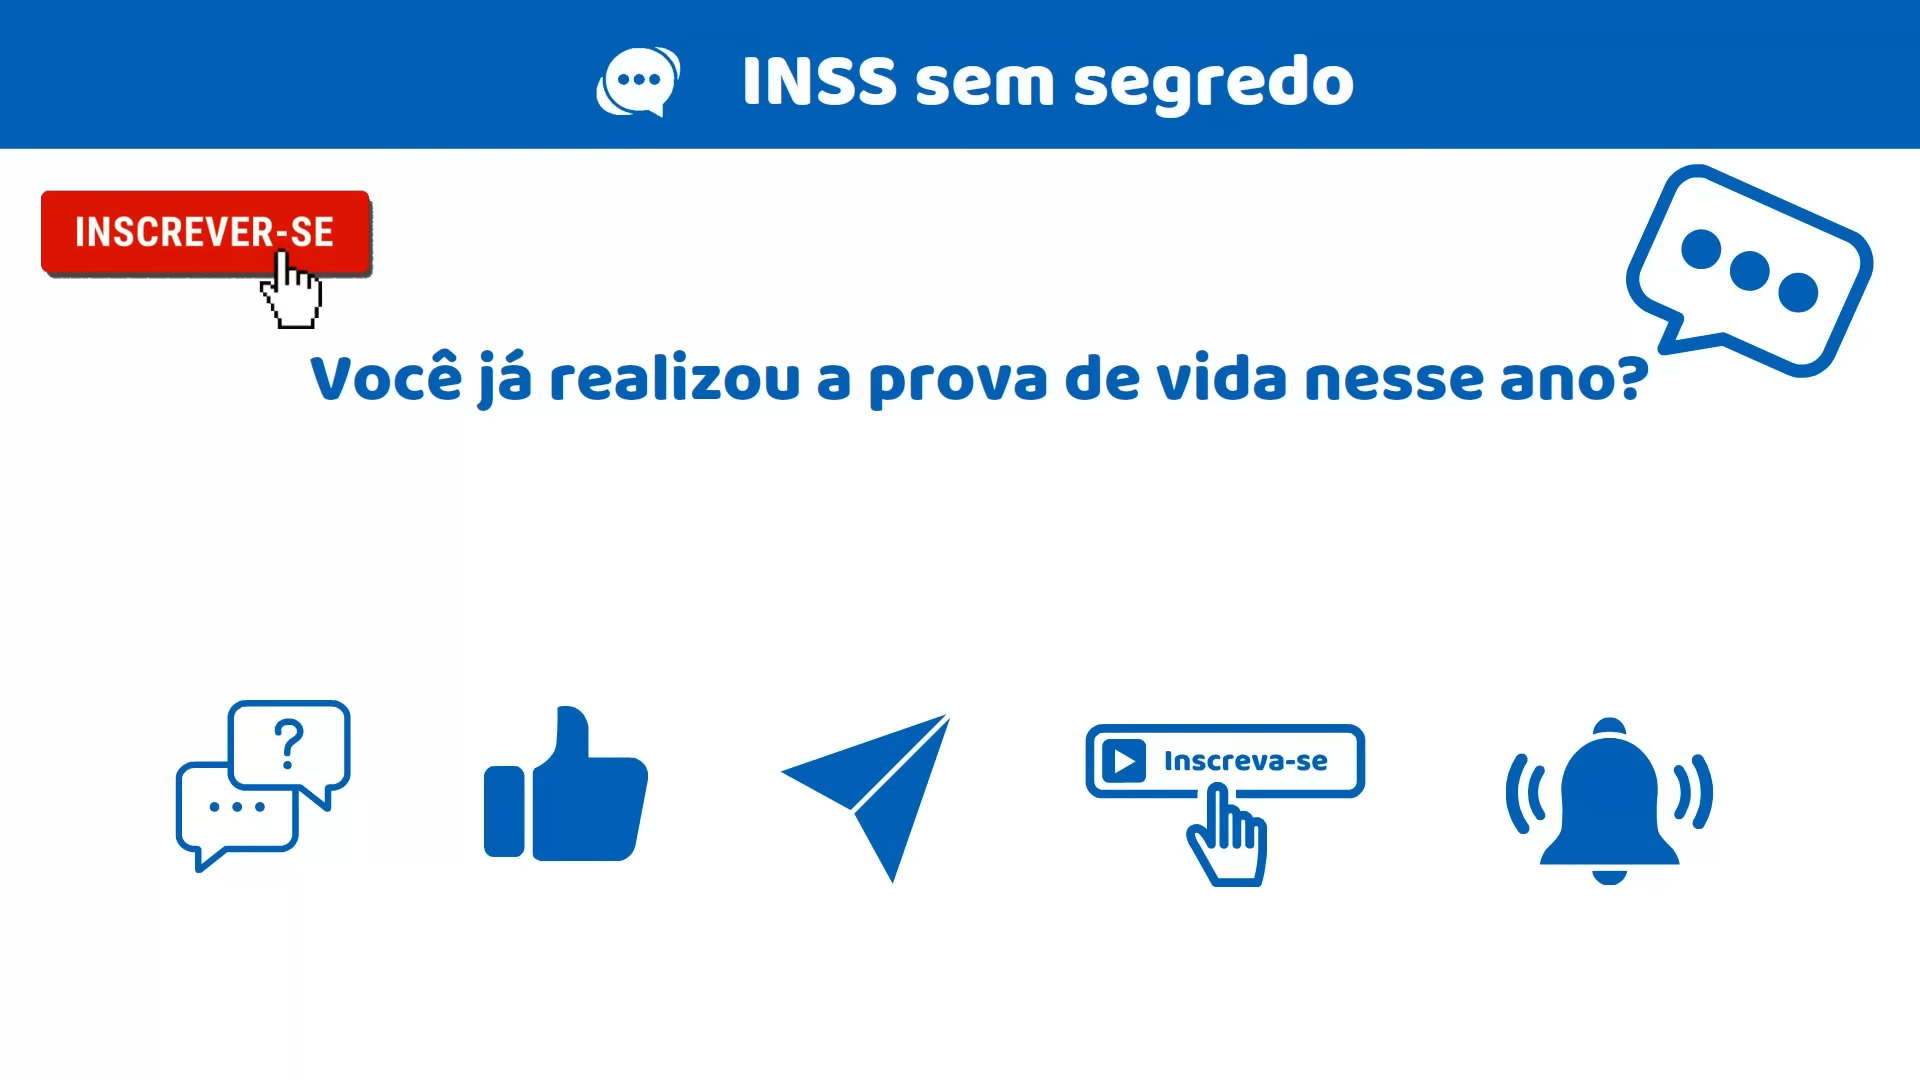 INSS sem segredo
INSCREVER-SE
Você já realizou a prova de vida nesse ano?
?
Inscreva-se